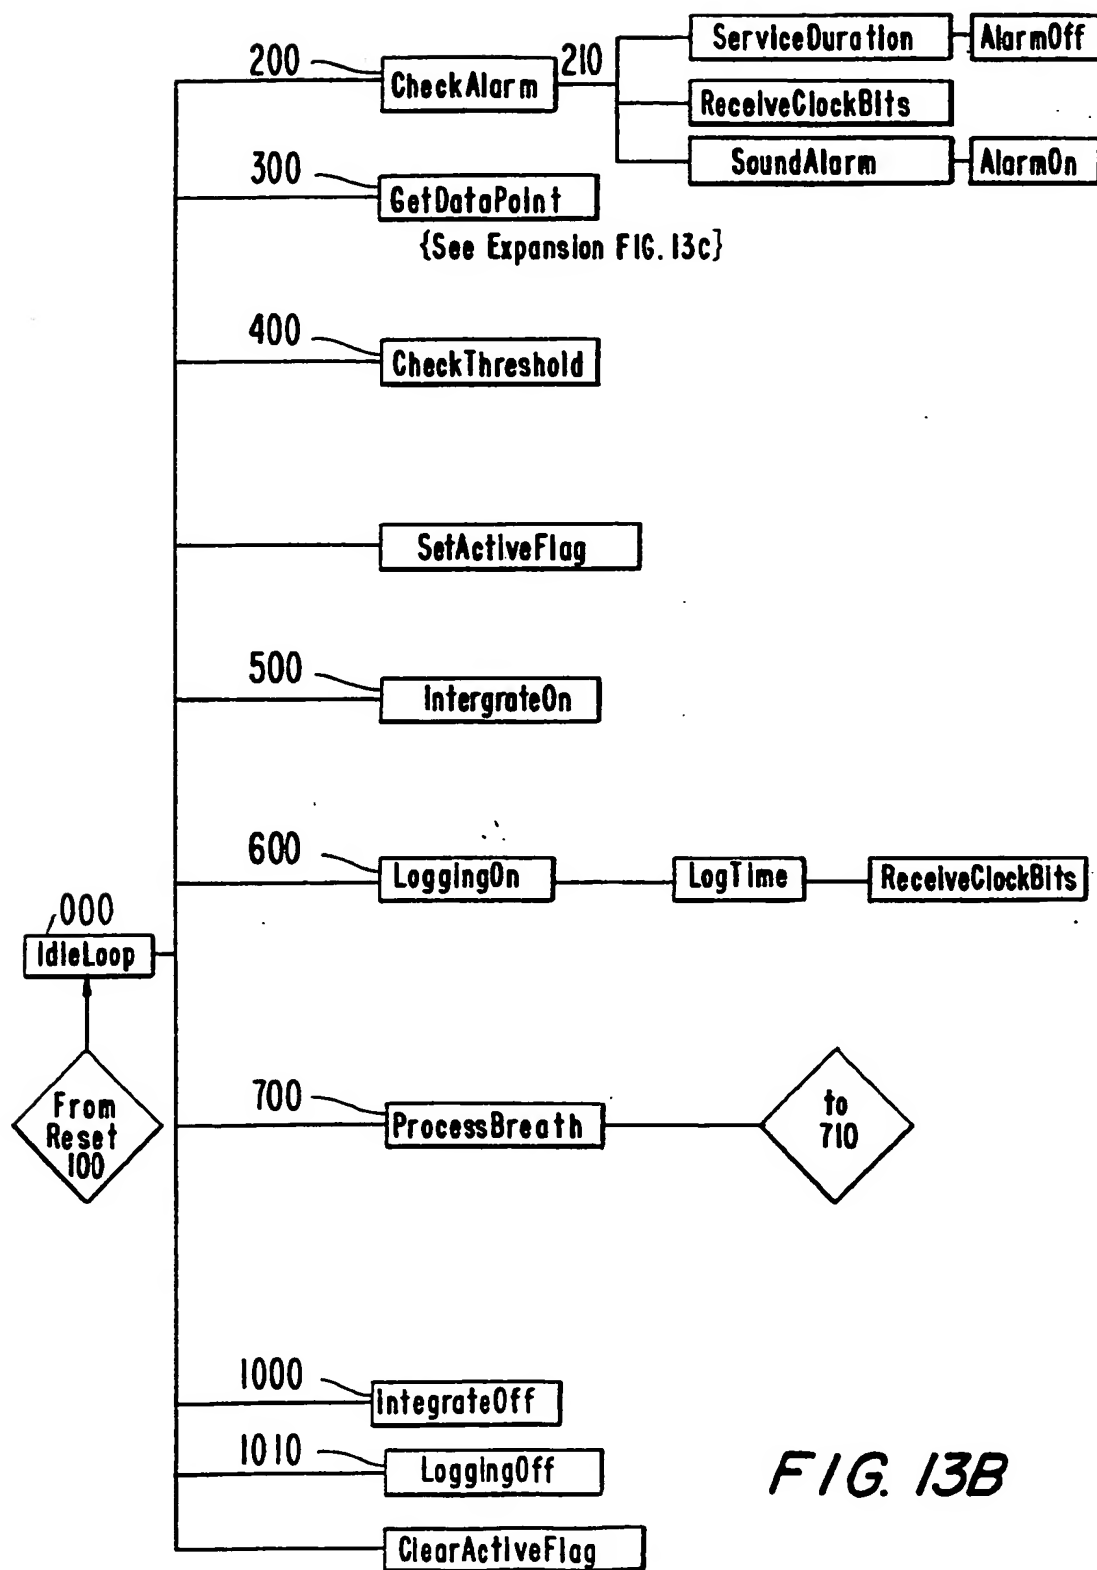 200
CheckAlarm
210
ServiceDuration
AlarmOff
ReceiveClockBits
SoundAlarm
AlarmOn
300
GetDataPoint
{See Expansion FIG. 13c}
400
CheckThreshold
SetActiveFlag
500
IntergrateOn
600
LoggingOn
LogTime
ReceiveClockBits
000
IdleLoop
From
Reset
100
700
ProcessBreath
to
710
1000
IntegrateOff
1010
LoggingOff
ClearActiveFlag
FIG. 13B